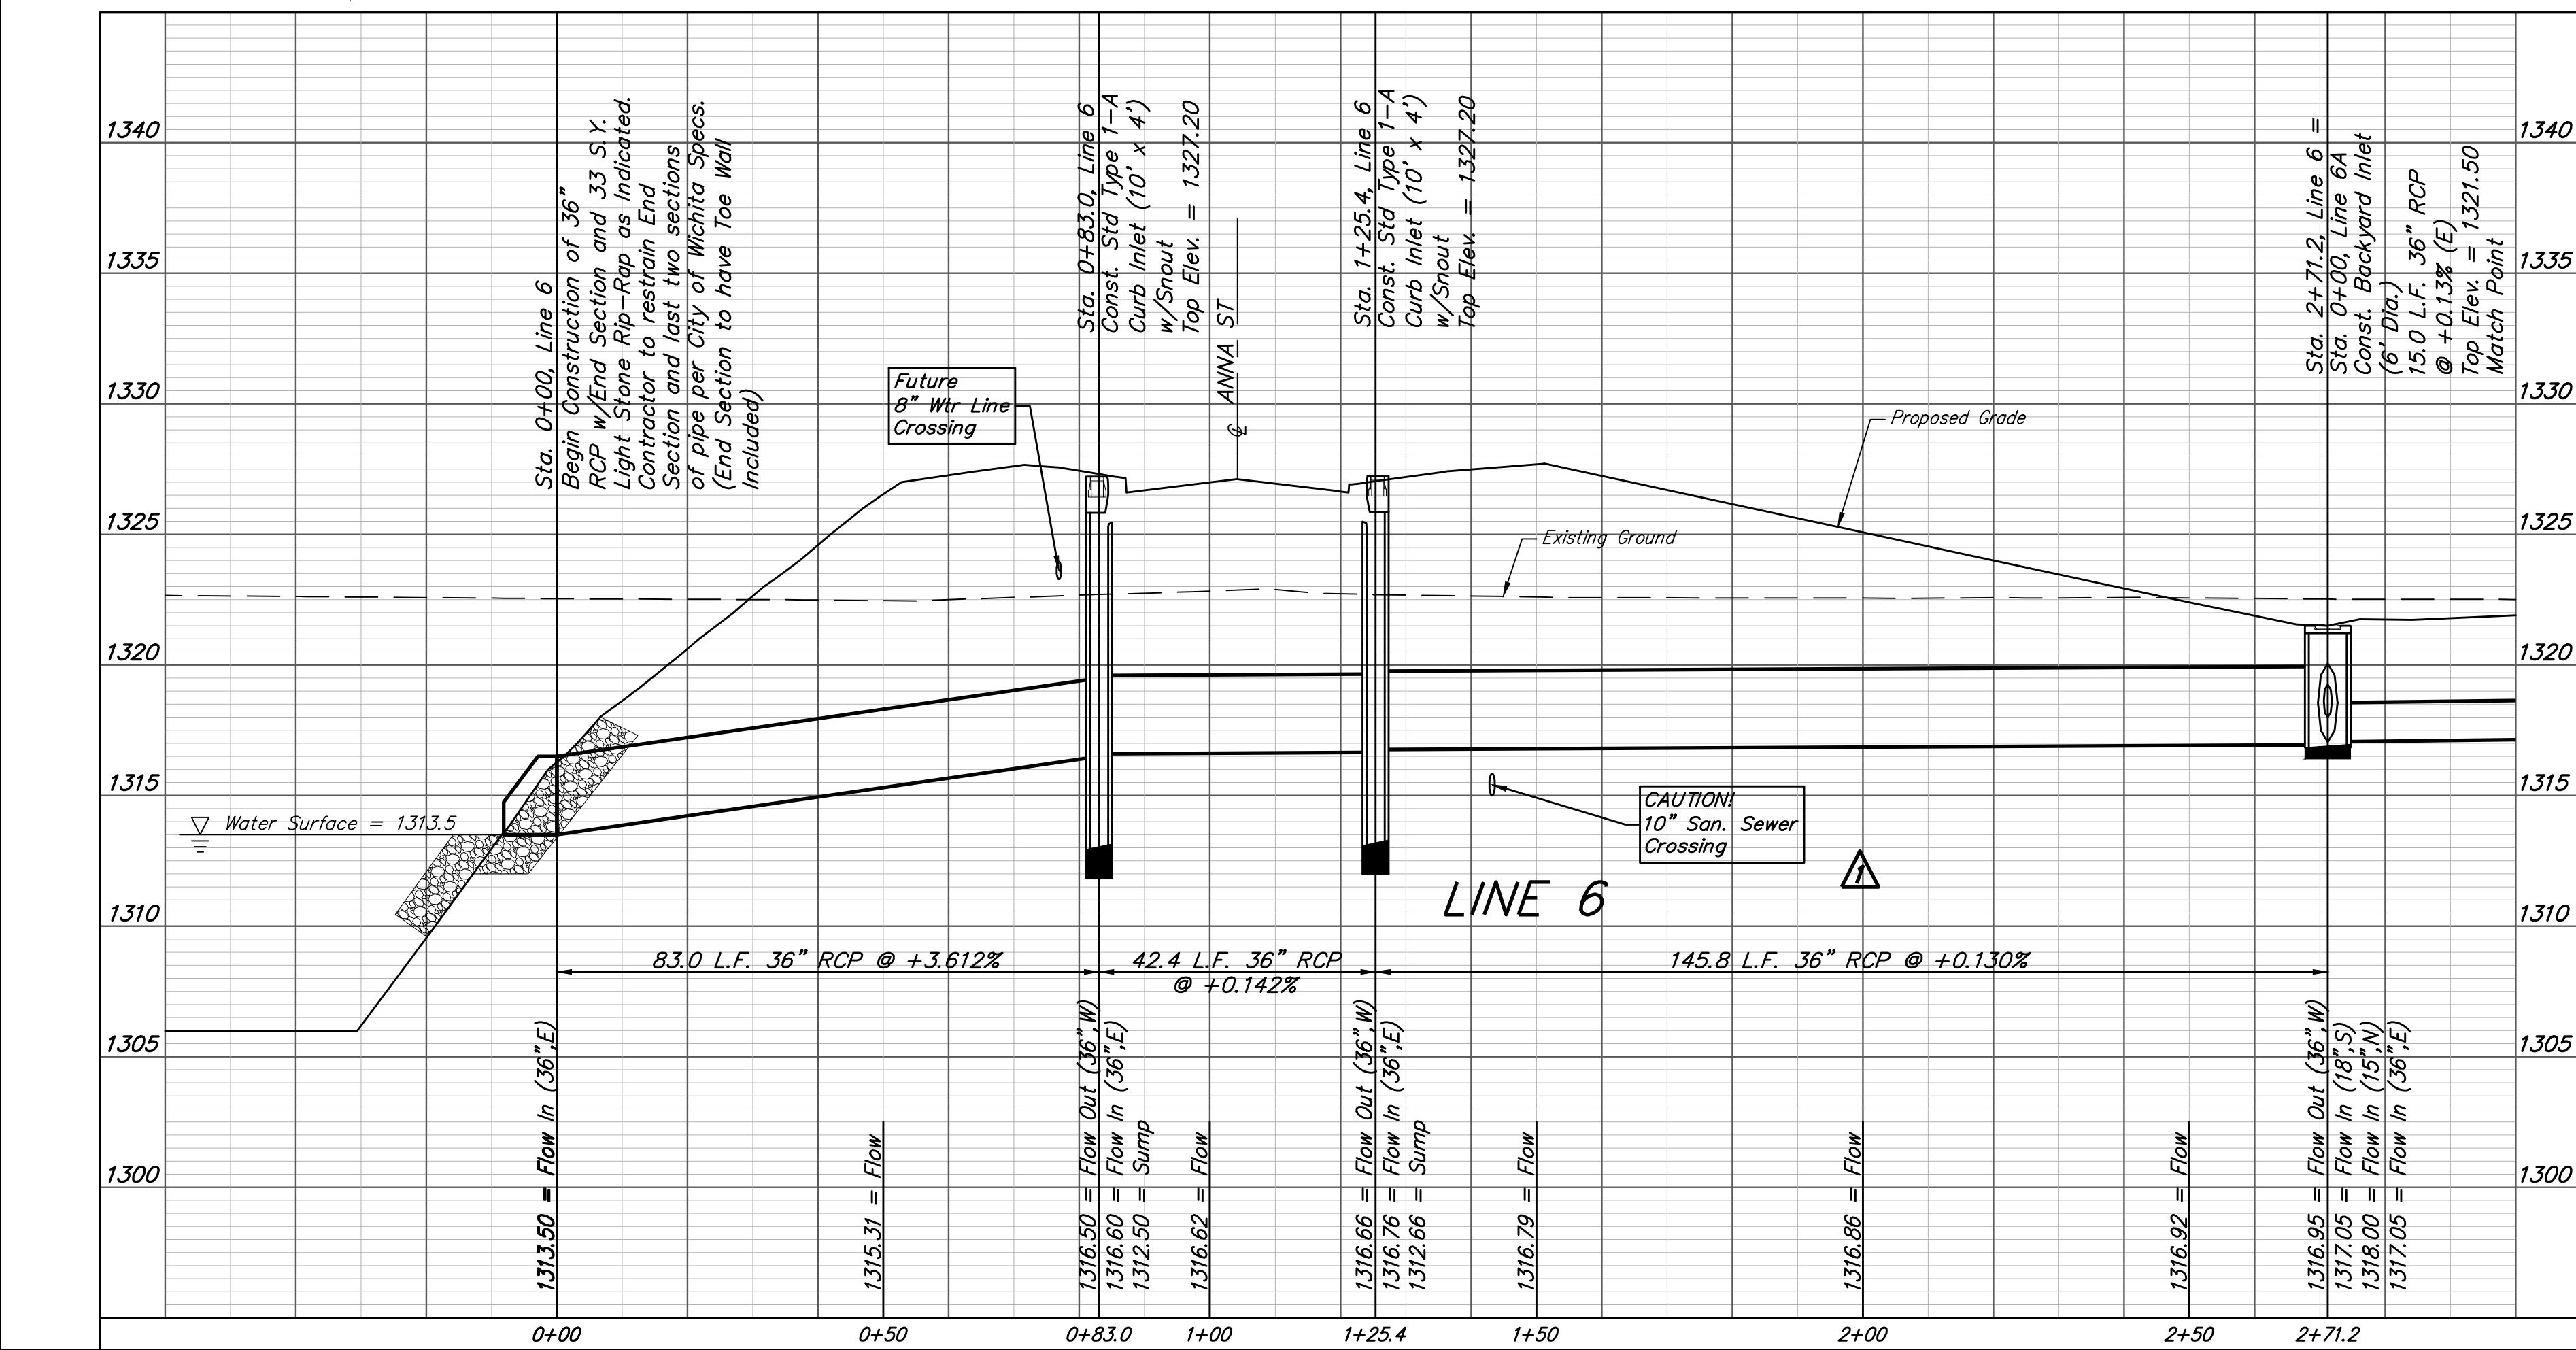 1340
1335
1330
1325
1320
1315
1310
1305
1300
Sta. 0+00, Line 6
Begin Construction of 36"
RCP w/End Section and 33 S.Y.
Light Stone Rip-Rap as Indicated.
Contractor to restrain End
Section and last two sections
of pipe per City of Wichita Specs.
(End Section to have Toe Wall
Included)
Future
8" Wtr Line
Crossing
Sta. 0+83.0, Line 6
Const. Std Type 1-A
Curb Inlet (10' x 4')
w/Snout
Top Elev. = 1327.20
℄ ANNA ST
Sta. 1+25.4, Line 6
Const. Std Type 1-A
Curb Inlet (10' x 4')
w/Snout
Top Elev. = 1327.20
Proposed Grade
Existing Ground
Sta. 2+71.2, Line 6 =
Sta. 0+00, Line 6A
Const. Backyard Inlet
(6' Dia.)
15.0 L.F. 36" RCP
@ +0.13% (E)
Top Elev. = 1321.50
Match Point
1340
1335
1330
1325
1320
1315
1310
1305
1300
Water Surface = 1313.5
CAUTION!
10" San. Sewer
Crossing
LINE 6
1
83.0 L.F. 36" RCP @ +3.612%
42.4 L.F. 36" RCP
@ +0.142%
145.8 L.F. 36" RCP @ +0.130%
1313.50 = Flow In (36",E)
1315.31 = Flow
1316.50 = Flow Out (36",W)
1316.60 = Flow In (36",E)
1312.50 = Sump
1316.62 = Flow
1316.66 = Flow Out (36",W)
1316.76 = Flow In (36",E)
1312.66 = Sump
1316.79 = Flow
1316.86 = Flow
1316.92 = Flow
1316.95 = Flow Out (36",W)
1317.05 = Flow In (18",S)
1318.00 = Flow In (15",N)
1317.05 = Flow In (36",E)
0+00
0+50
0+83.0
1+00
1+25.4
1+50
2+00
2+50
2+71.2